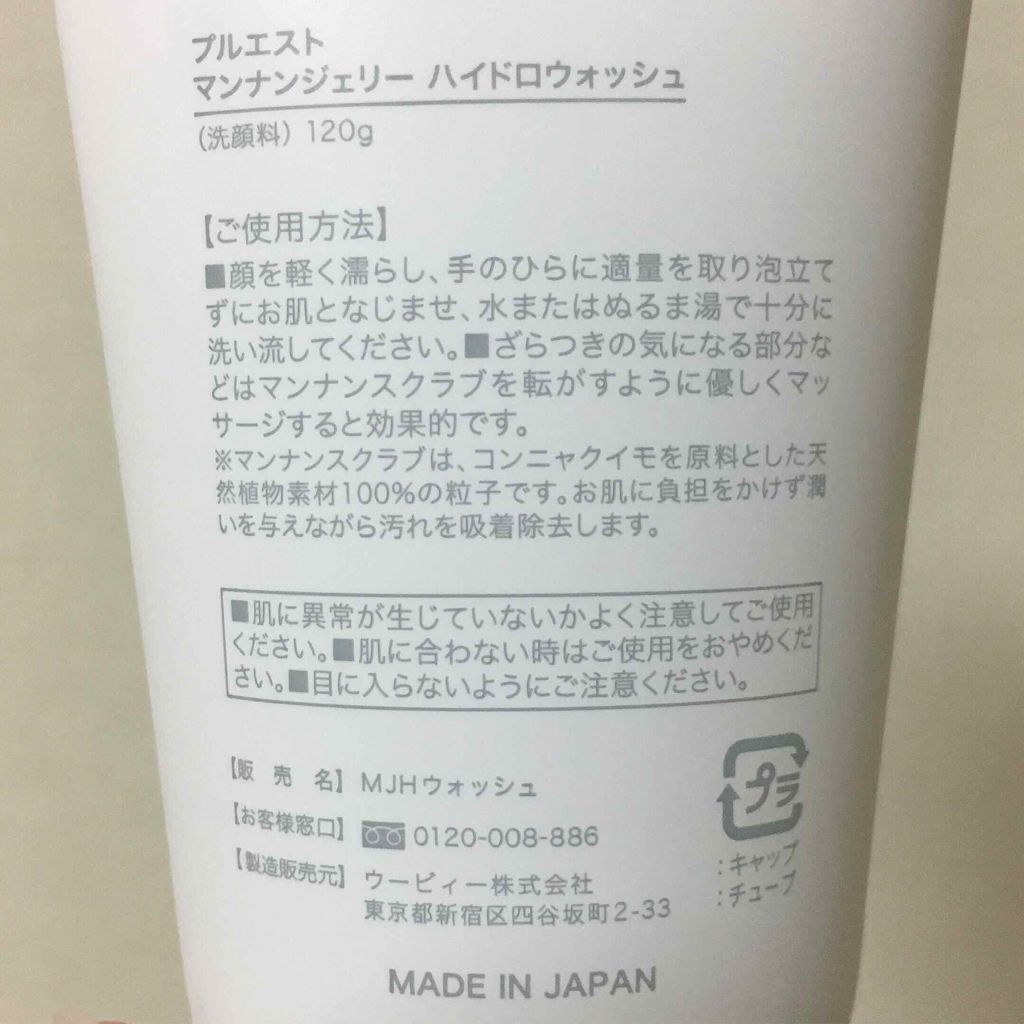 プルエスト
マンナンジェリー ハイドロウォッシュ
(洗顔料) 120g
【ご使用方法】
■顔を軽く濡らし、手のひらに適量を取り泡立て
ずにお肌となじませ、水またはぬるま湯で十分に
洗い流してください。■ざらつきの気になる部分な
どはマンナンスクラブを転がすように優しくマッ
サージすると効果的です。
※マンナンスクラブは、コンニャクイモを原料とした天
然植物素材100%の粒子です。お肌に負担をかけず潤
いを与えながら汚れを吸着除去します。
■肌に異常が生じていないかよく注意してご使用
ください。■肌に合わない時はご使用をおやめくだ
さい。■目に入らないようにご注意ください。
【販 売 名】 MJHウォッシュ
【お客様窓口】 0120-008-886
【製造販売元】 ウービィー株式会社
東京都新宿区四谷坂町2-33
プラ
:キャップ
:チューブ
MADE IN JAPAN